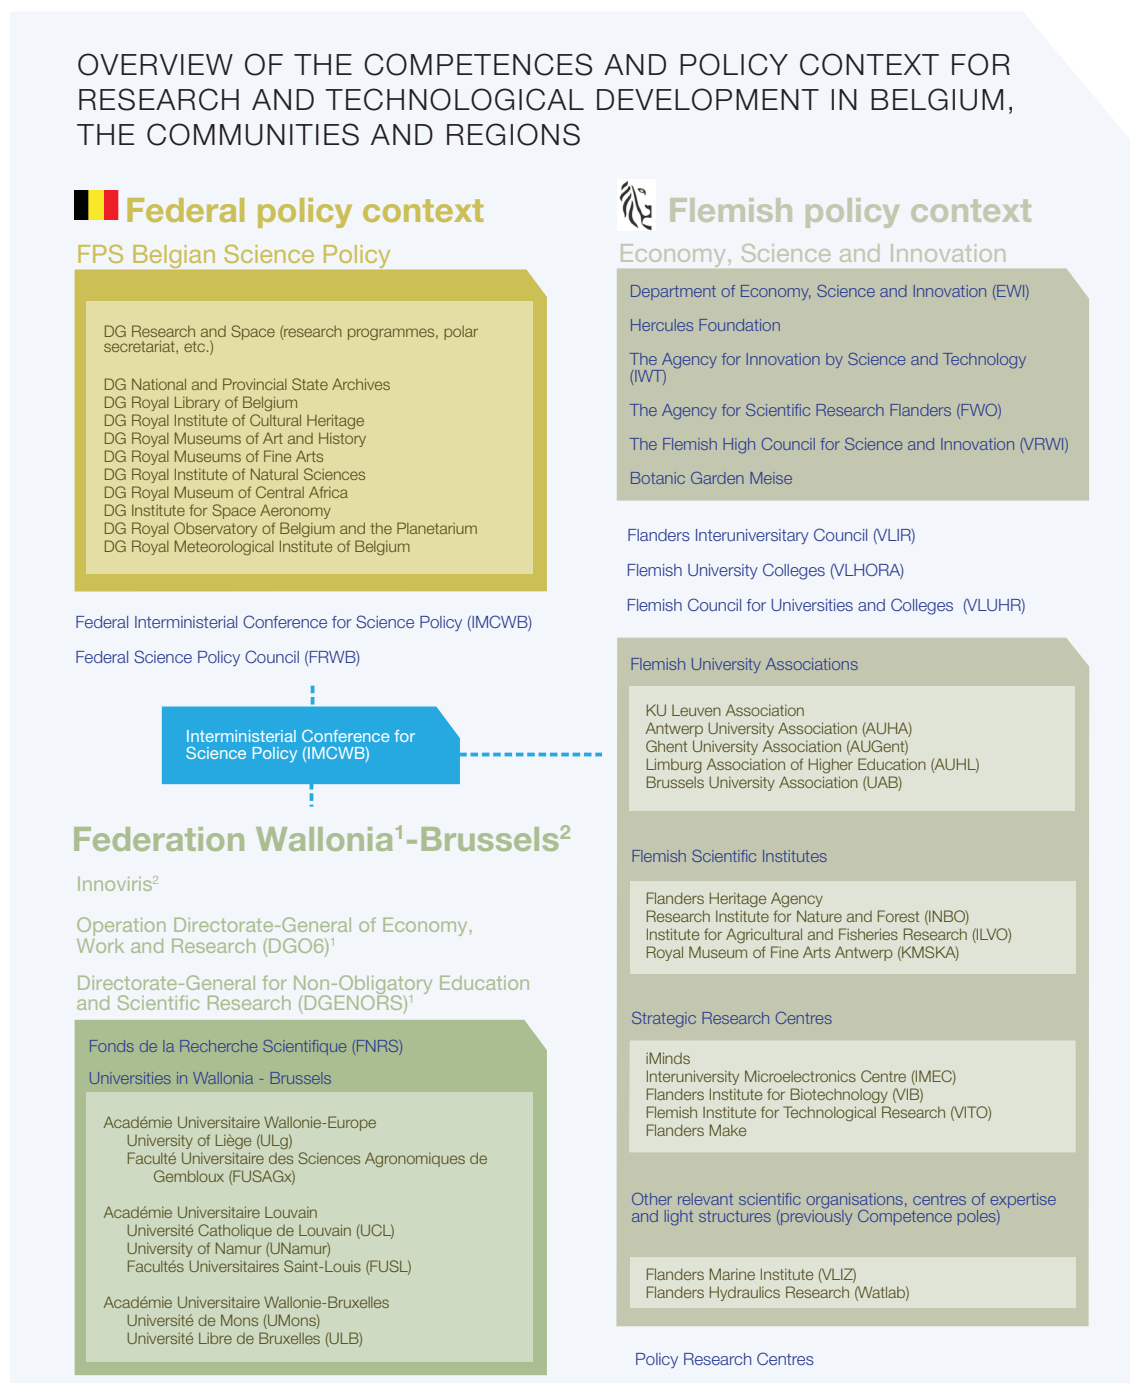 OVERVIEW OF THE COMPETENCES AND POLICY CONTEXT FOR
RESEARCH AND TECHNOLOGICAL DEVELOPMENT IN BELGIUM,
THE COMMUNITIES AND REGIONS
Federal policy context
FPS Belgian Science Policy
DG Research and Space (research programmes, polar
secretariat, etc.)
DG National and Provincial State Archives
DG Royal Library of Belgium
DG Royal Institute of Cultural Heritage
DG Royal Museums of Art and History
DG Royal Museums of Fine Arts
DG Royal Institute of Natural Sciences
DG Royal Museum of Central Africa
DG Institute for Space Aeronomy
DG Royal Observatory of Belgium and the Planetarium
DG Royal Meteorological Institute of Belgium
Federal Interministerial Conference for Science Policy (IMCWB)
Federal Science Policy Council (FRWB)
Interministerial Conference for
Science Policy (IMCWB)
Federation Wallonia¹-Brussels²
Innoviris²
Operation Directorate-General of Economy,
Work and Research (DGO6)¹
Directorate-General for Non-Obligatory Education
and Scientific Research (DGENORS)¹
Fonds de la Recherche Scientifique (FNRS)
Universities in Wallonia - Brussels
Académie Universitaire Wallonie-Europe
University of Liège (ULg)
Faculté Universitaire des Sciences Agronomiques de
Gembloux (FUSAGx)
Académie Universitaire Louvain
Université Catholique de Louvain (UCL)
University of Namur (UNamur)
Facultés Universitaires Saint-Louis (FUSL)
Académie Universitaire Wallonie-Bruxelles
Université de Mons (UMons)
Université Libre de Bruxelles (ULB)
Flemish policy context
Economy, Science and Innovation
Department of Economy, Science and Innovation (EWI)
Hercules Foundation
The Agency for Innovation by Science and Technology
(IWT)
The Agency for Scientific Research Flanders (FWO)
The Flemish High Council for Science and Innovation (VRWI)
Botanic Garden Meise
Flanders Interuniversitary Council (VLIR)
Flemish University Colleges (VLHORA)
Flemish Council for Universities and Colleges (VLUHR)
Flemish University Associations
KU Leuven Association
Antwerp University Association (AUHA)
Ghent University Association (AUGent)
Limburg Association of Higher Education (AUHL)
Brussels University Association (UAB)
Flemish Scientific Institutes
Flanders Heritage Agency
Research Institute for Nature and Forest (INBO)
Institute for Agricultural and Fisheries Research (ILVO)
Royal Museum of Fine Arts Antwerp (KMSKA)
Strategic Research Centres
iMinds
Interuniversity Microelectronics Centre (IMEC)
Flanders Institute for Biotechnology (VIB)
Flemish Institute for Technological Research (VITO)
Flanders Make
Other relevant scientific organisations, centres of expertise
and light structures (previously Competence poles)
Flanders Marine Institute (VLIZ)
Flanders Hydraulics Research (Watlab)
Policy Research Centres